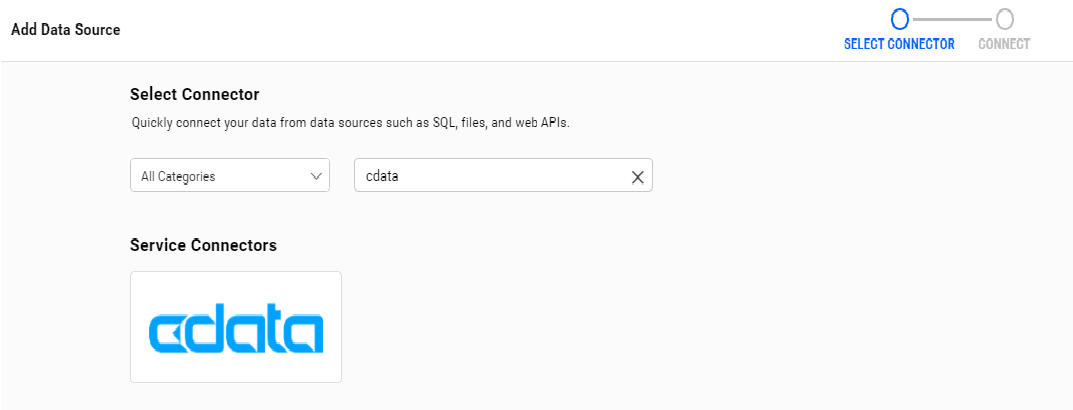 Add Data Source
SELECT CONNECTOR
CONNECT
Select Connector
Quickly connect your data from data sources such as SQL, files, and web APIs.
All Categories
cdata
Service Connectors
cdata